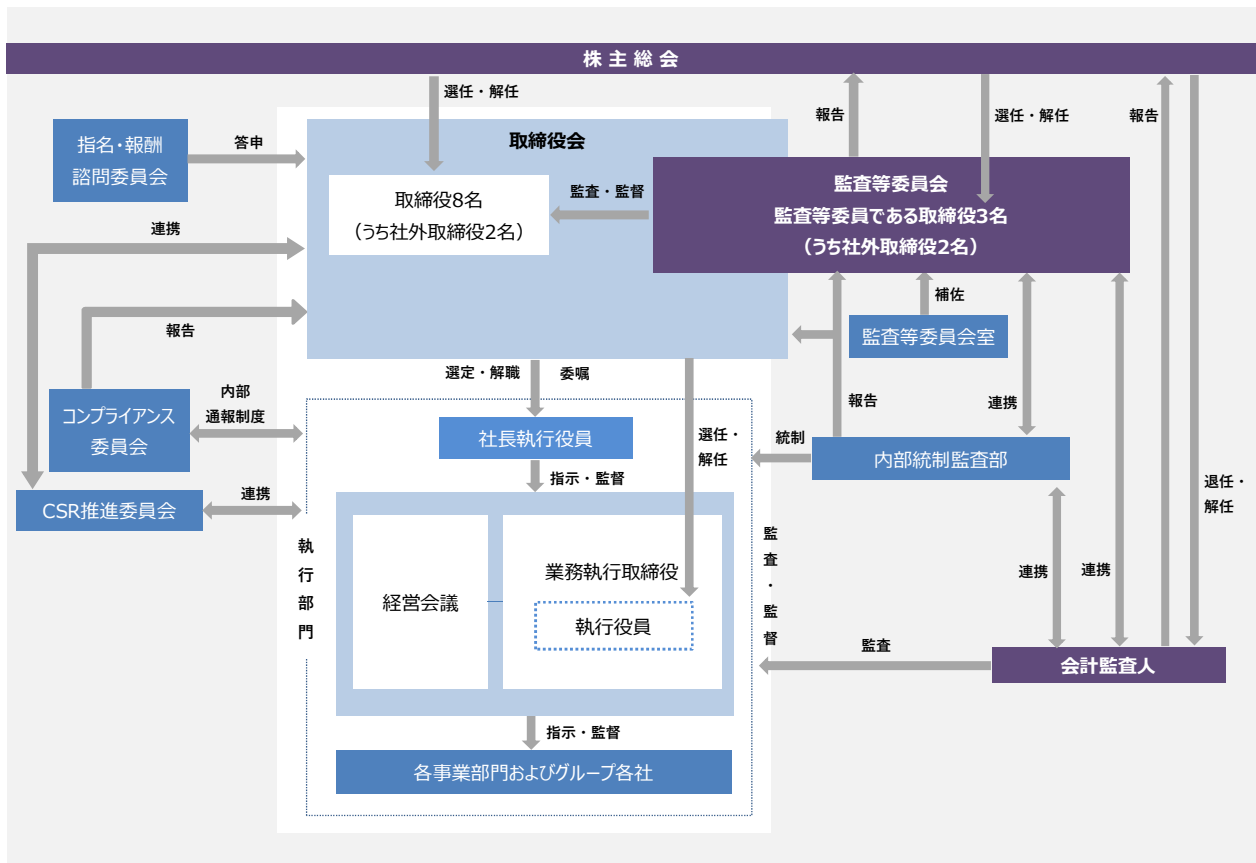 株主総会
選任・解任
報告
選任・解任
報告
指名・報酬
諮問委員会
答申
取締役会
取締役8名
（うち社外取締役2名）
監査・監督
監査等委員会
監査等委員である取締役3名
（うち社外取締役2名）
連携
報告
補佐
監査等委員会室
選定・解職
委嘱
内部
通報制度
コンプライアンス
委員会
社長執行役員
選任・
解任
統制
報告
連携
内部統制監査部
指示・監督
CSR推進委員会
連携
退任・
解任
執行部門
監査・監督
経営会議
業務執行取締役
執行役員
連携
連携
監査
会計監査人
指示・監督
各事業部門およびグループ各社